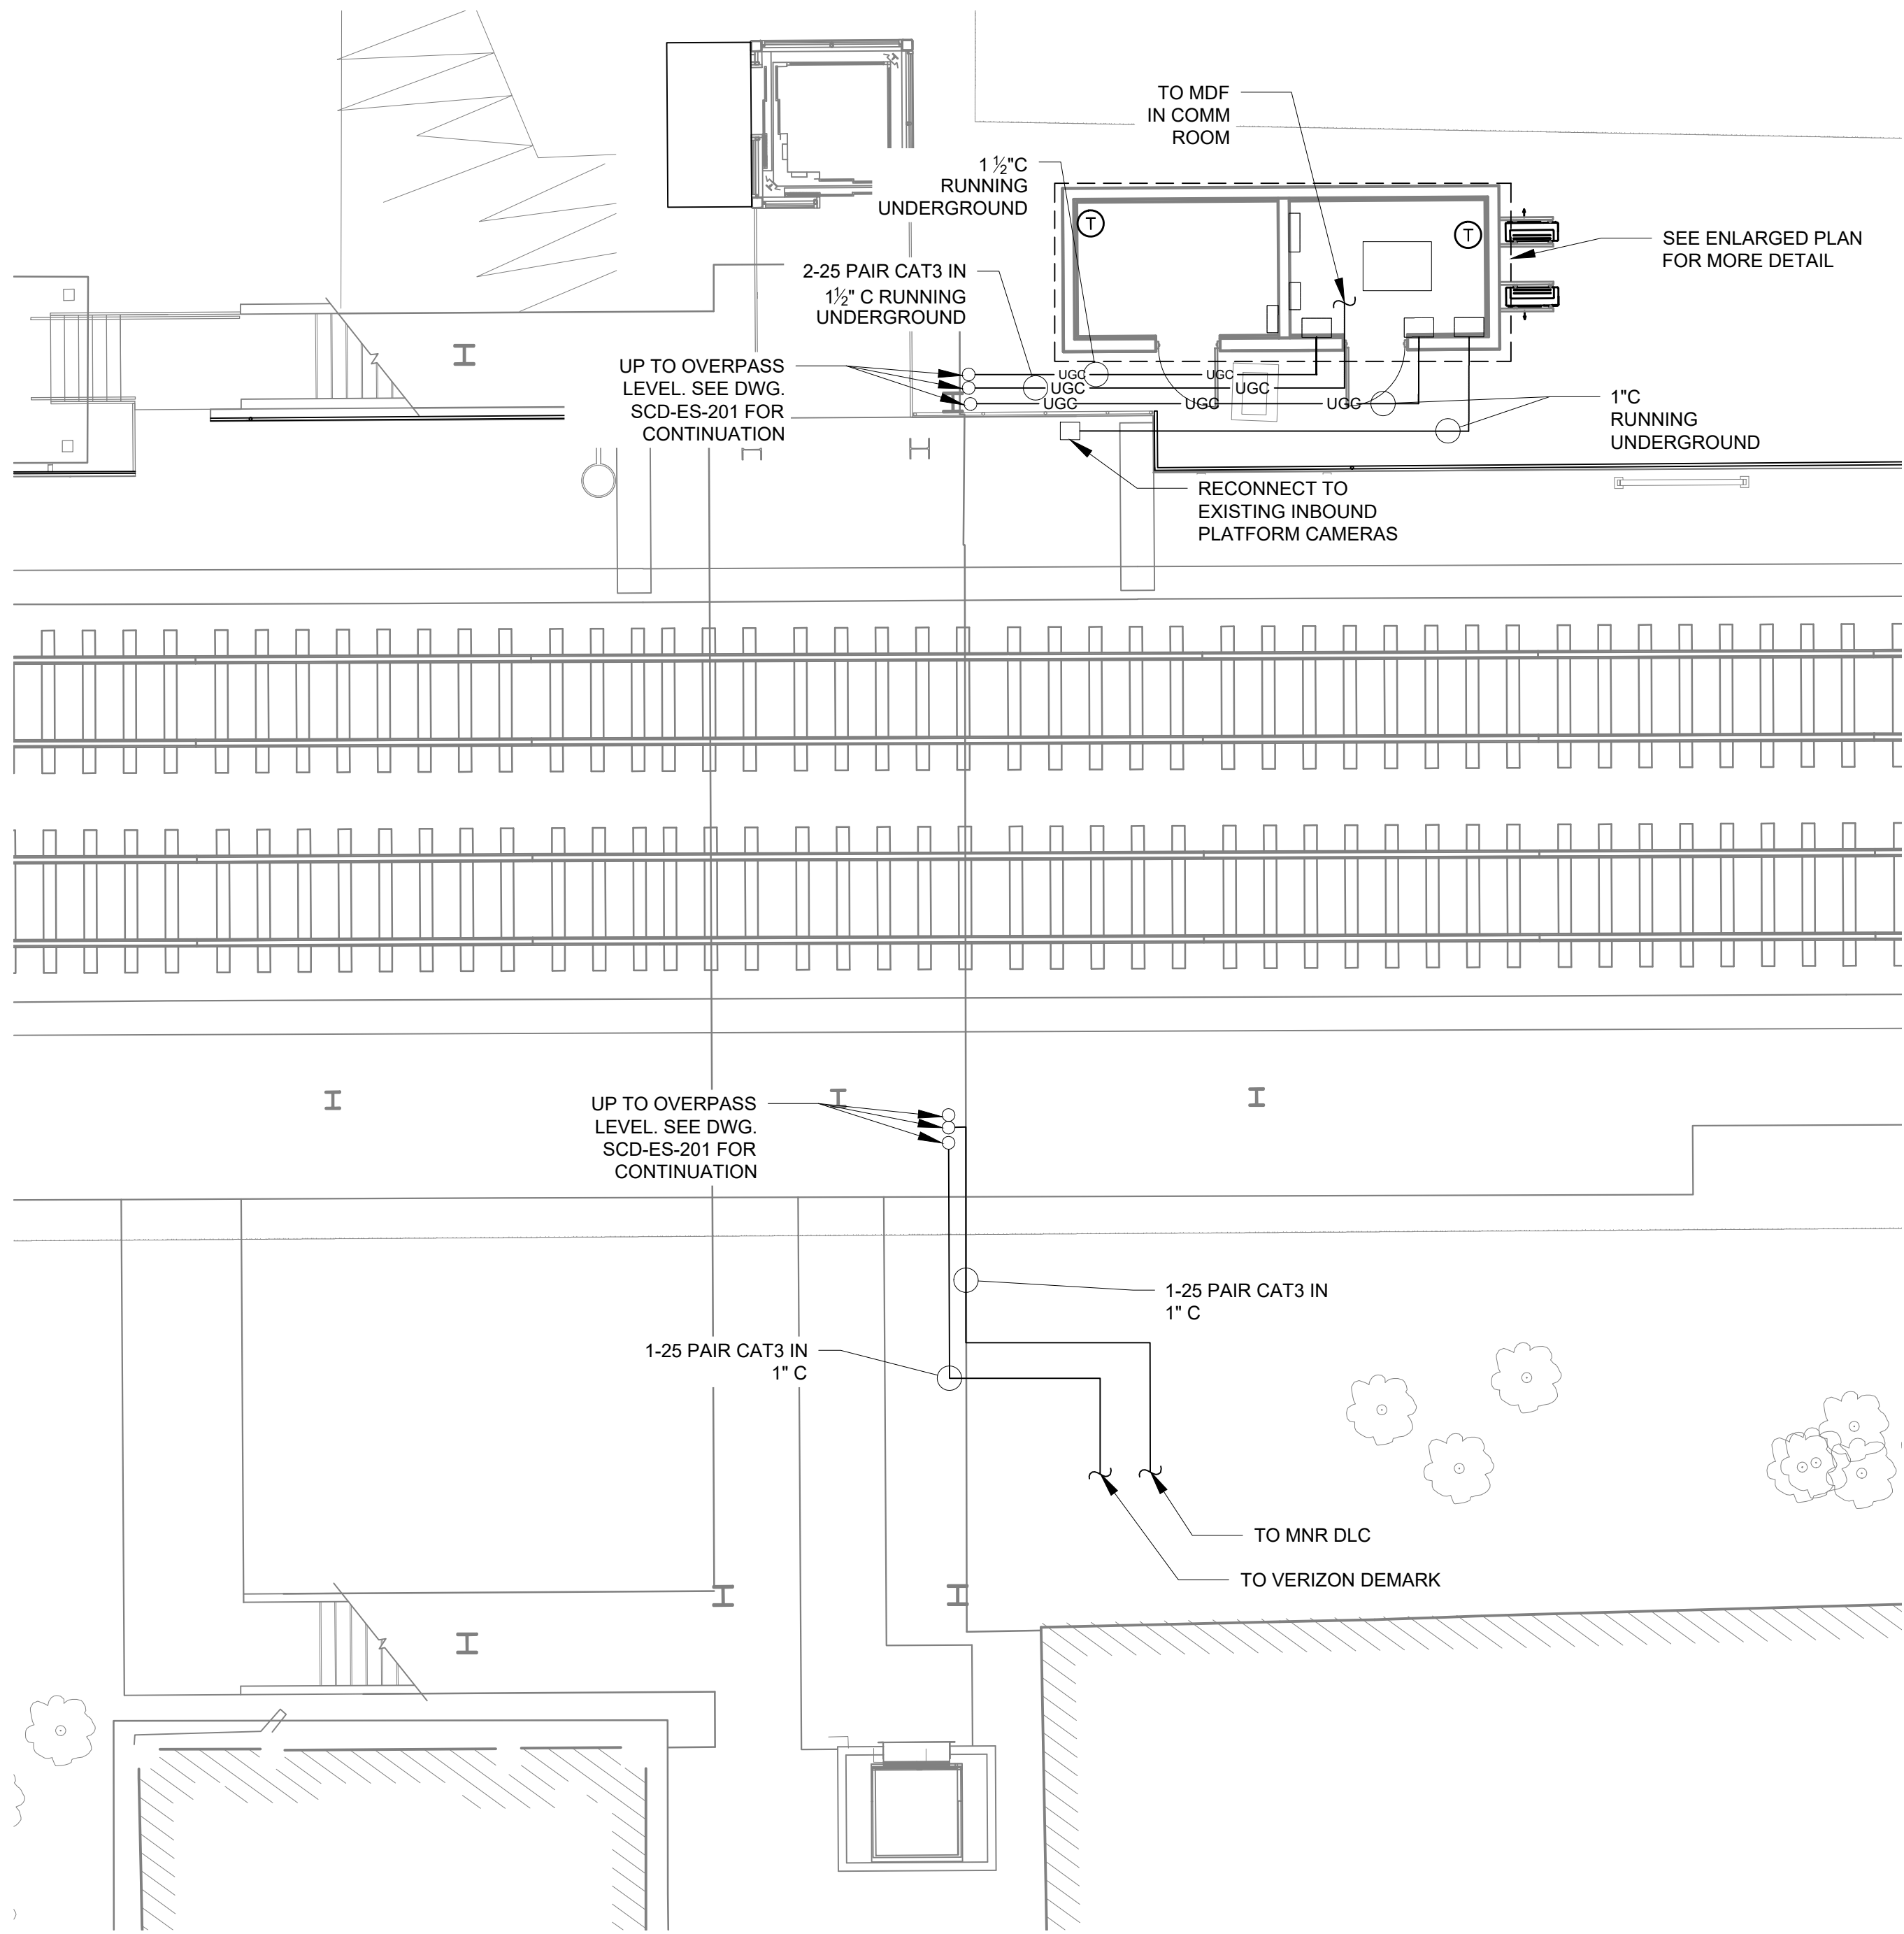 TO MDF
IN COMM
ROOM
1 ½"C
RUNNING
UNDERGROUND
T
T
SEE ENLARGED PLAN
FOR MORE DETAIL
2-25 PAIR CAT3 IN
1½" C RUNNING
UNDERGROUND
UP TO OVERPASS
LEVEL. SEE DWG.
SCD-ES-201 FOR
CONTINUATION
UGC
UGC
UGC
UGC
UGC
UGC
UGC
1"C
RUNNING
UNDERGROUND
RECONNECT TO
EXISTING INBOUND
PLATFORM CAMERAS
UP TO OVERPASS
LEVEL. SEE DWG.
SCD-ES-201 FOR
CONTINUATION
1-25 PAIR CAT3 IN
1" C
1-25 PAIR CAT3 IN
1" C
TO MNR DLC
TO VERIZON DEMARK